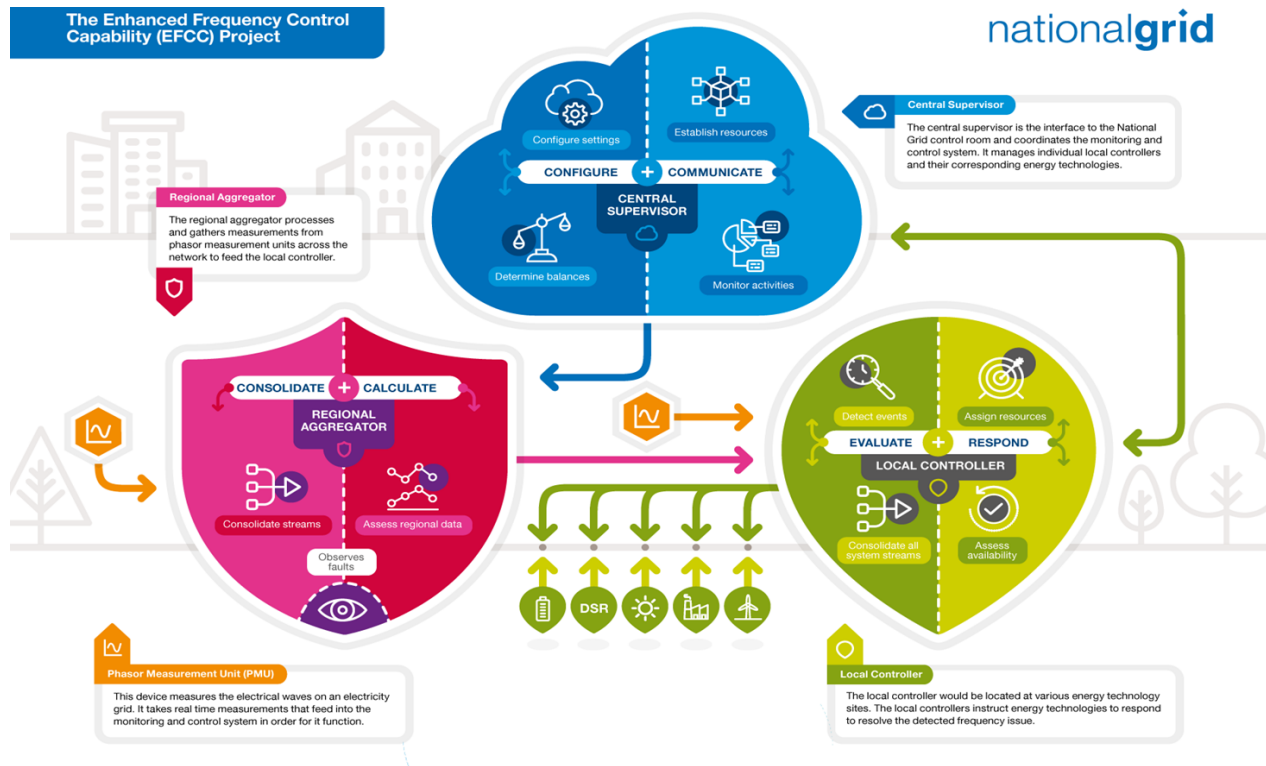 The Enhanced Frequency Control
Capability (EFCC) Project
nationalgrid
Configure settings
Establish resources
CONFIGURE + COMMUNICATE
CENTRAL
SUPERVISOR
Determine balances
Monitor activities
Central Supervisor
The central supervisor is the interface to the National
Grid control room and coordinates the monitoring and
control system. It manages individual local controllers
and their corresponding energy technologies.
Regional Aggregator
The regional aggregator processes
and gathers measurements from
phasor measurement units across the
network to feed the local controller.
CONSOLIDATE + CALCULATE
REGIONAL
AGGREGATOR
Consolidate streams
Assess regional data
Observes
faults
Detect events
Assign resources
EVALUATE + RESPOND
LOCAL CONTROLLER
Consolidate all
system streams
Assess
availability
DSR
Phasor Measurement Unit (PMU)
This device measures the electrical waves on an electricity
grid. It takes real time measurements that feed into the
monitoring and control system in order for it function.
Local Controller
The local controller would be located at various energy technology
sites. The local controllers instruct energy technologies to respond
to resolve the detected frequency issue.